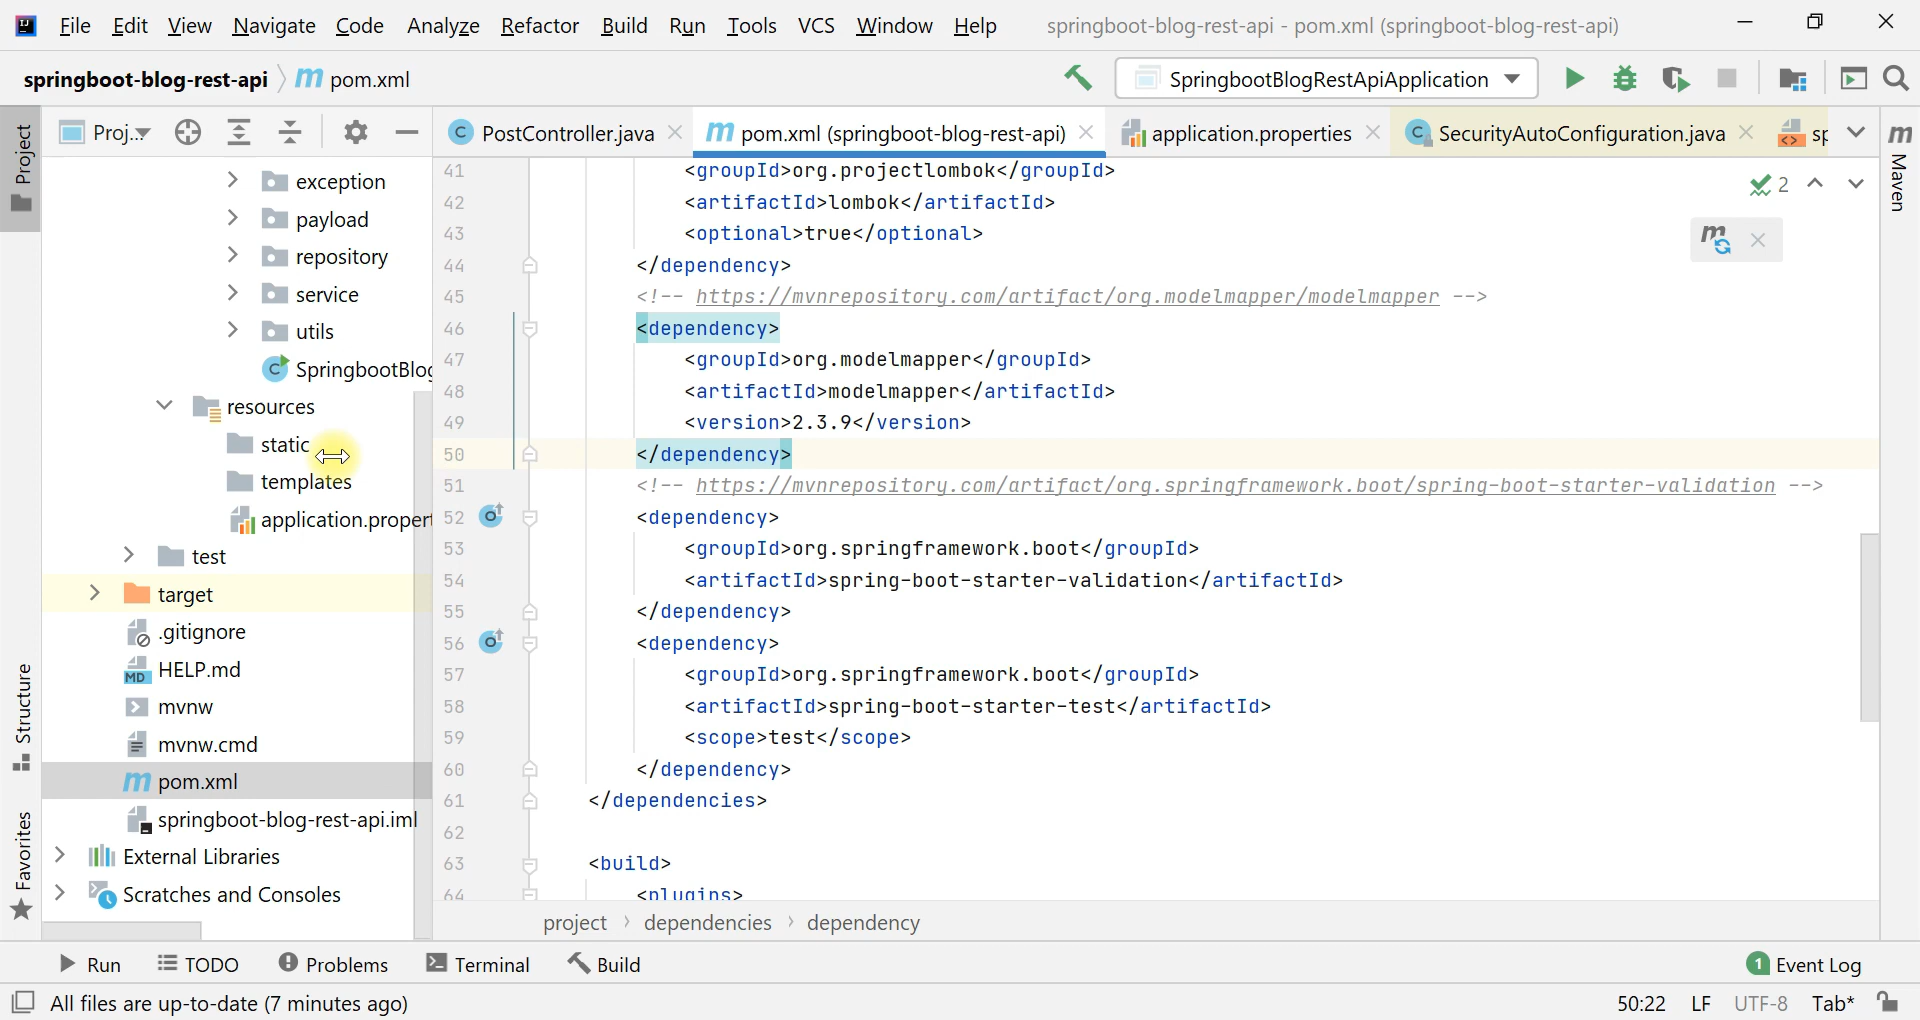 File Edit View Navigate Code Analyze Refactor Build Run Tools VCS Window Help springboot-blog-rest-api - pom.xml (springboot-blog-rest-api)
springboot-blog-rest-api m pom.xml SpringbootBlogRestApiApplication
Project Proj... PostController.java pom.xml (springboot-blog-rest-api) application.properties SecurityAutoConfiguration.java sp
Maven
exception
payload
repository
service
utils
SpringbootBlog
resources
static
templates
application.propert
test
target
.gitignore
HELP.md
mvnw
mvnw.cmd
pom.xml
springboot-blog-rest-api.iml
External Libraries
Scratches and Consoles
Structure
Favorites
2
41 <groupId>org.projectlombok</groupId>
42 <artifactId>lombok</artifactId>
43 <optional>true</optional>
44 </dependency>
45 <!-- https://mvnrepository.com/artifact/org.modelmapper/modelmapper -->
46 <dependency>
47 <groupId>org.modelmapper</groupId>
48 <artifactId>modelmapper</artifactId>
49 <version>2.3.9</version>
50 </dependency>
51 <!-- https://mvnrepository.com/artifact/org.springframework.boot/spring-boot-starter-validation -->
52 <dependency>
53 <groupId>org.springframework.boot</groupId>
54 <artifactId>spring-boot-starter-validation</artifactId>
55 </dependency>
56 <dependency>
57 <groupId>org.springframework.boot</groupId>
58 <artifactId>spring-boot-starter-test</artifactId>
59 <scope>test</scope>
60 </dependency>
61 </dependencies>
62
63 <build>
64 <plugins>
project › dependencies › dependency
Run TODO Problems Terminal Build 1 Event Log
All files are up-to-date (7 minutes ago) 50:22 LF UTF-8 Tab*